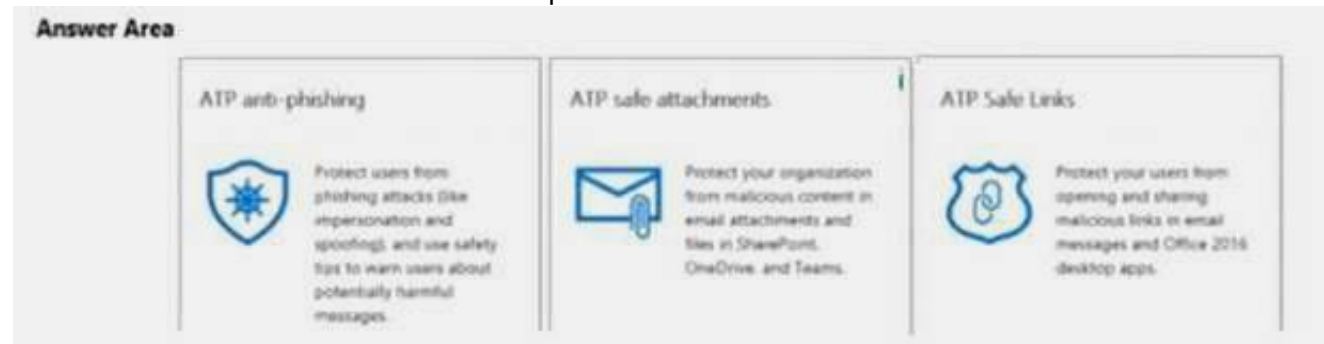 Answer Area
ATP anti-phishing
Protect users from
phishing attacks (like
impersonation and
spoofing), and use safety
tips to warn users about
potentially harmful
messages.
ATP safe attachments
Protect your organization
from malicious content in
email attachments and
files in SharePoint,
OneDrive, and Teams.
ATP Safe Links
Protect your users from
opening and sharing
malicious links in email
messages and Office 2016
desktop apps.